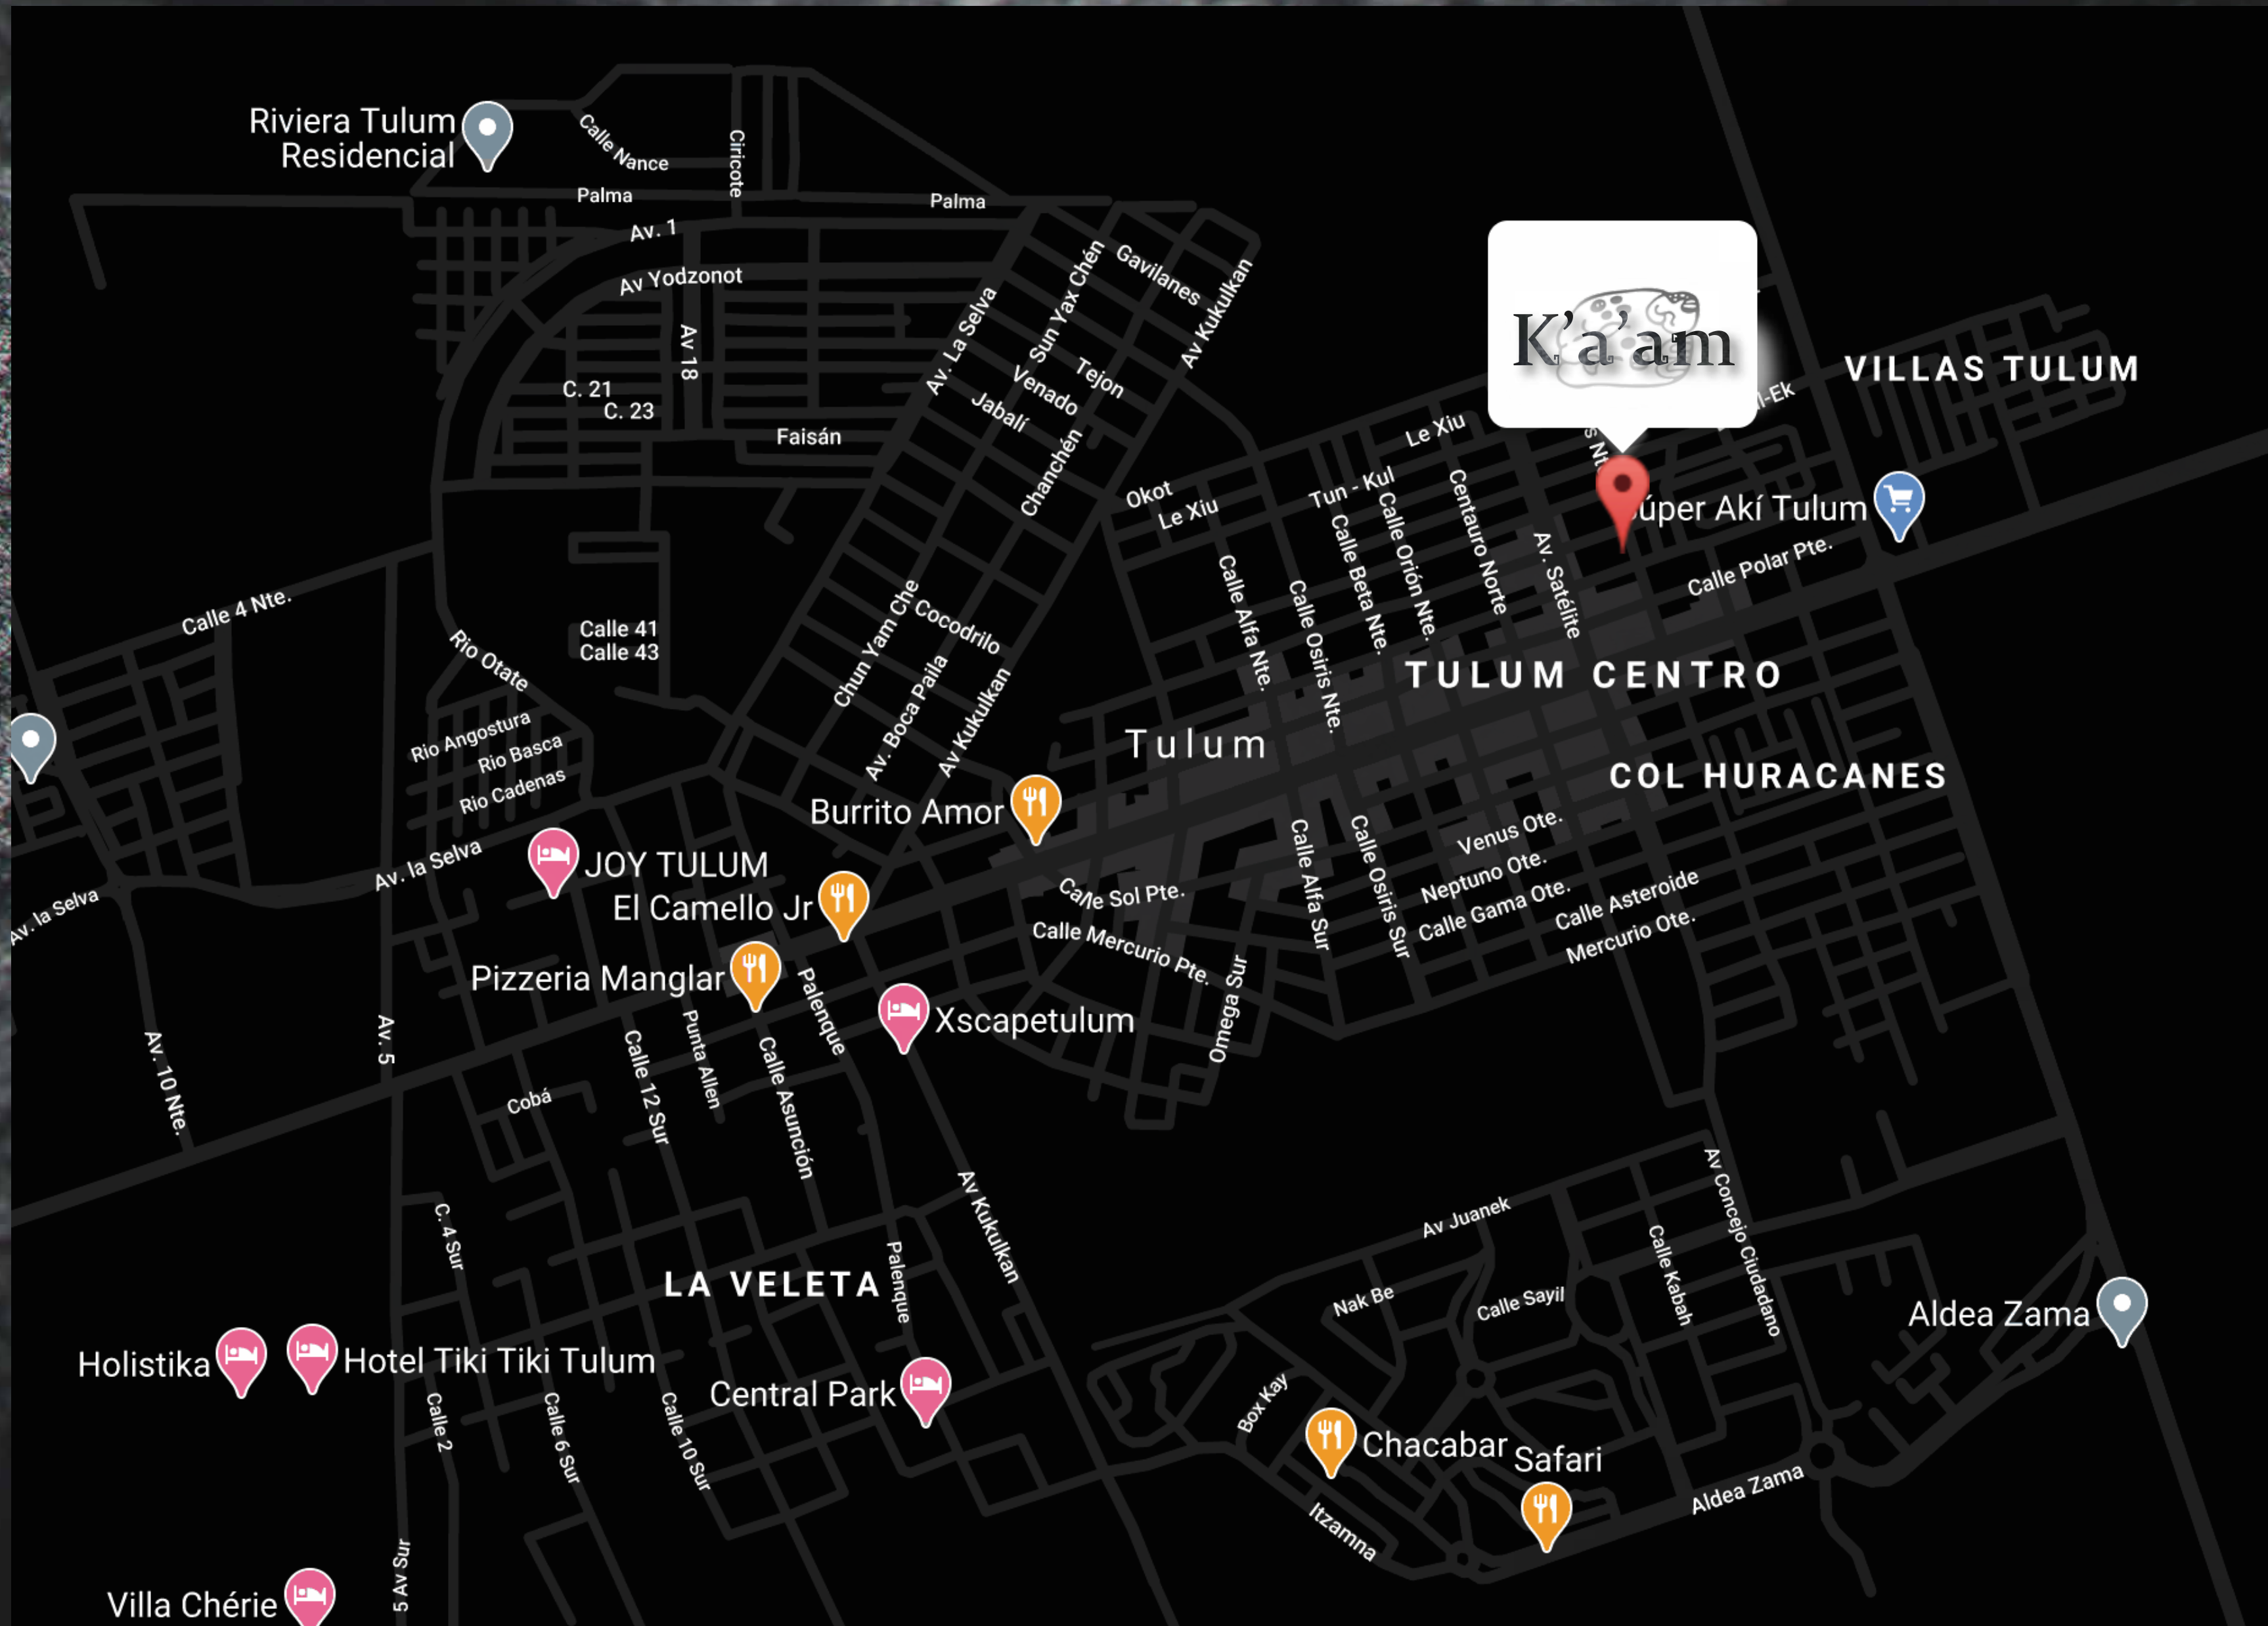 Riviera Tulum
Residencial
Calle Nance
Ciricote
Palma
Palma
Av. 1
Av Yodzonot
Av 18
C. 21
C. 23
Faisán
Av. La Selva
Sun Yax Chén
Gavilanes
Av Kukulkan
Tejon
Venado
Jabalí
Chanchén
K'a'am
VILLAS TULUM
Le Xiu
Okot
Le Xiu
Tun - Kul
Centauro Norte
Calle Orión Nte.
Calle Beta Nte.
Av. Satélite
úper Akí Tulum
Calle Polar Pte.
Calle Alfa Nte.
Calle Osiris Nte.
TULUM CENTRO
Calle 4 Nte.
Calle 41
Calle 43
Rio Otate
Chun Yam Che
Cocodrilo
Av. Boca Paila
Av Kukulkan
Rio Angostura
Rio Basca
Rio Cadenas
Tulum
COL HURACANES
Burrito Amor
JOY TULUM
Av. la Selva
Av. la Selva
El Camello Jr
Pizzeria Manglar
Palenque
Xscapetulum
Calle Sol Pte.
Calle Mercurio Pte.
Omega Sur
Calle Alfa Sur
Calle Osiris Sur
Venus Ote.
Neptuno Ote.
Calle Gama Ote.
Calle Asteroide
Mercurio Ote.
Av. 10 Nte.
Av. 5
Cobá
Calle 12 Sur
Punta Allen
Calle Asunción
Av Kukulkan
C. 4 Sur
LA VELETA
Palenque
Av Juanek
Nak Be
Calle Sayil
Calle Kabah
Av Concejo Ciudadano
Aldea Zama
Holistika
Hotel Tiki Tiki Tulum
Central Park
Calle 2
Calle 6 Sur
Calle 10 Sur
Box Kay
Chacabar
Safari
Itzamna
Aldea Zama
5 Av Sur
Villa Chérie